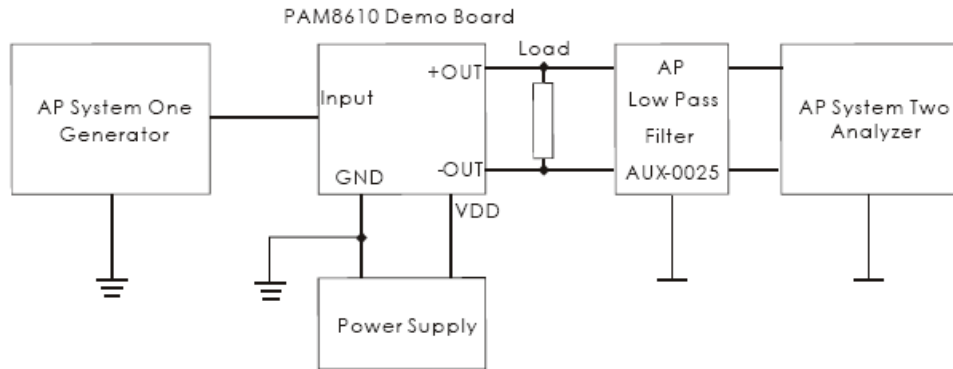 PAM8610 Demo Board
AP System One
Generator
Input
+OUT
-OUT
GND
VDD
Load
AP
Low Pass
Filter
AUX-0025
AP System Two
Analyzer
Power Supply